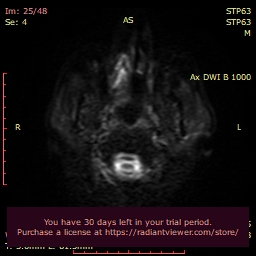 Im: 25/48
Se: 4
AS
STP63
STP63
M
Ax DWI B 1000
R
L
You have 30 days left in your trial period.
Purchase a license at https://radiantviewer.com/store/